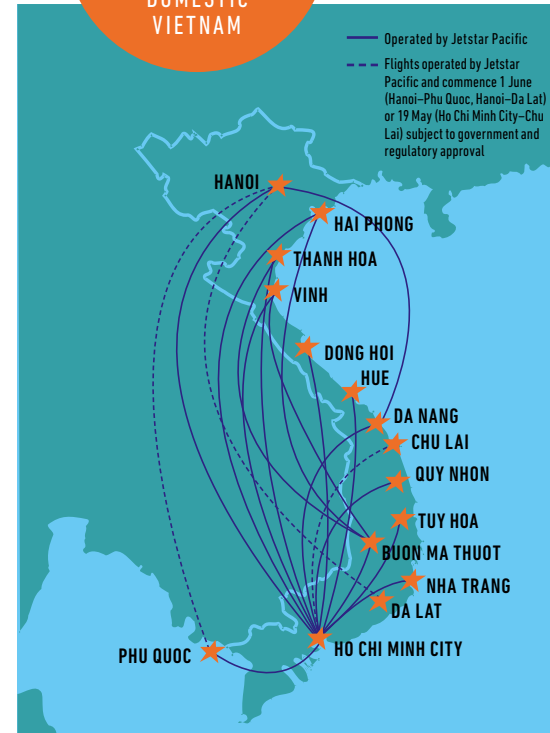 DOMESTIC
VIETNAM
Operated by Jetstar Pacific
Flights operated by Jetstar
Pacific and commence 1 June
(Hanoi–Phu Quoc, Hanoi–Da Lat)
or 19 May (Ho Chi Minh City–Chu
Lai) subject to government and
regulatory approval
HANOI
HAI PHONG
THANH HOA
VINH
DONG HOI
HUE
DA NANG
CHU LAI
QUY NHON
TUY HOA
BUON MA THUOT
NHA TRANG
DA LAT
HO CHI MINH CITY
PHU QUOC